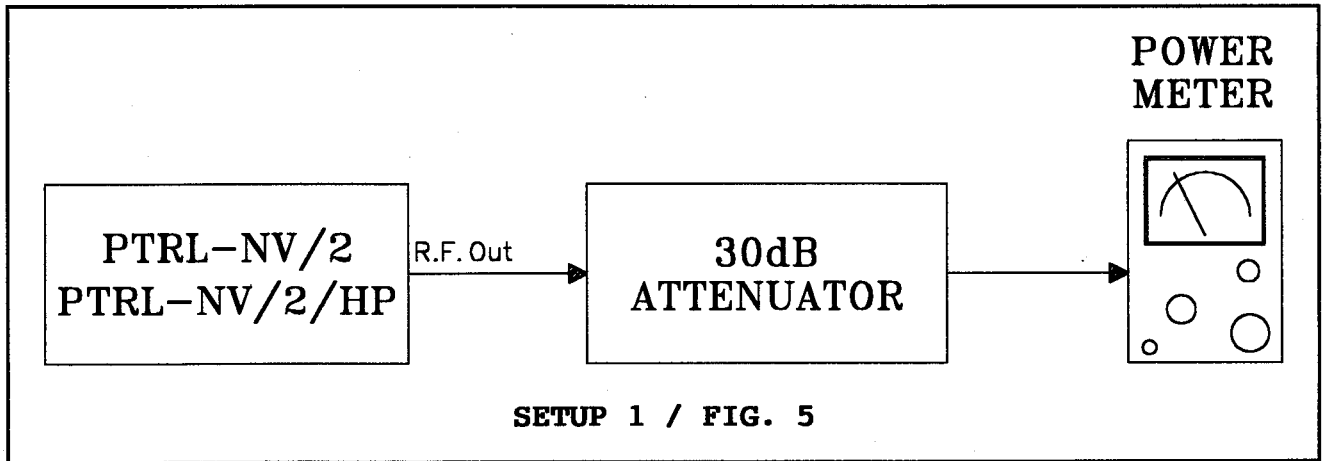 POWER
METER
PTRL-NV/2
PTRL-NV/2/HP
R.F. Out
30dB
ATTENUATOR
SETUP 1 / FIG. 5